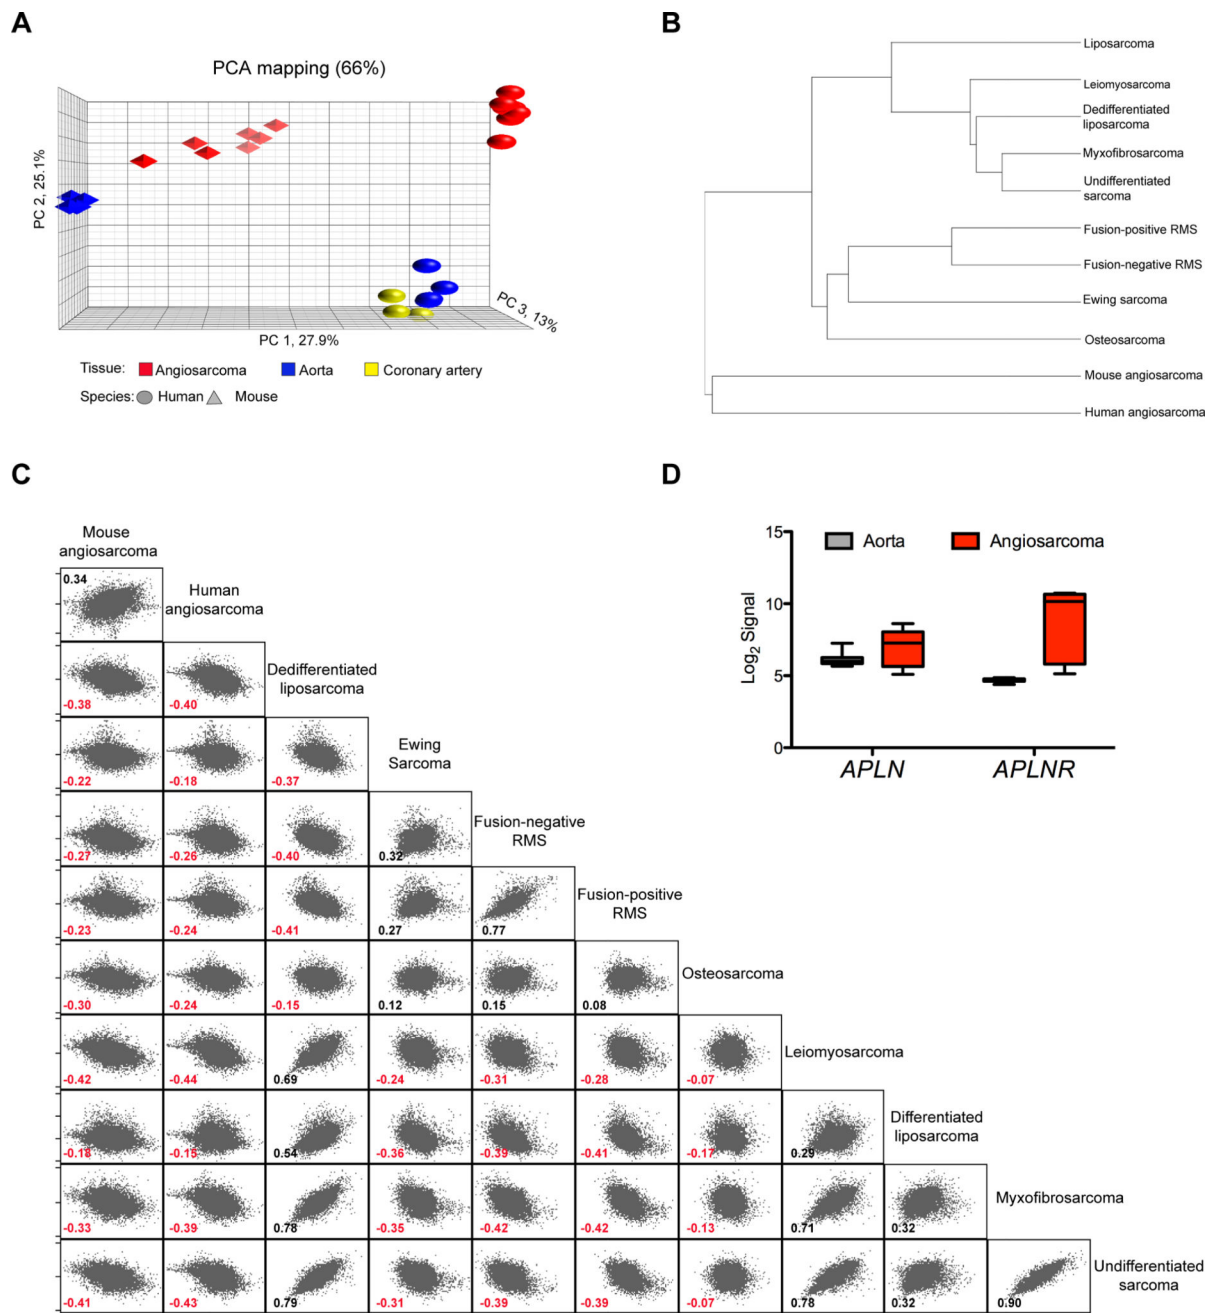 A
PCA mapping (66%)
PC 2, 25.1%
PC 1, 27.9%
PC 3, 13%
Tissue: Angiosarcoma Aorta Coronary artery
Species: Human Mouse
B
Liposarcoma
Leiomyosarcoma
Dedifferentiated
liposarcoma
Myxofibrosarcoma
Undifferentiated
sarcoma
Fusion-positive RMS
Fusion-negative RMS
Ewing sarcoma
Osteosarcoma
Mouse angiosarcoma
Human angiosarcoma
C
Mouse
angiosarcoma
0.34
Human
angiosarcoma
-0.38 -0.40
Dedifferentiated
liposarcoma
-0.22 -0.18 -0.37
Ewing
Sarcoma
-0.27 -0.26 -0.40 0.32
Fusion-negative
RMS
-0.23 -0.24 -0.41 0.27 0.77
Fusion-positive
RMS
-0.30 -0.24 -0.15 0.12 0.15 0.08
Osteosarcoma
-0.42 -0.44 0.69 -0.24 -0.31 -0.28 -0.07
Leiomyosarcoma
-0.18 -0.15 0.54 -0.36 -0.39 -0.41 -0.17 0.29
Differentiated
liposarcoma
-0.33 -0.39 0.78 -0.35 -0.42 -0.42 -0.13 0.71 0.32
Myxofibrosarcoma
-0.41 -0.43 0.79 -0.31 -0.39 -0.39 -0.07 0.78 0.32 0.90
Undifferentiated
sarcoma
D
Aorta Angiosarcoma
Log2 Signal
15
10
5
0
APLN APLNR